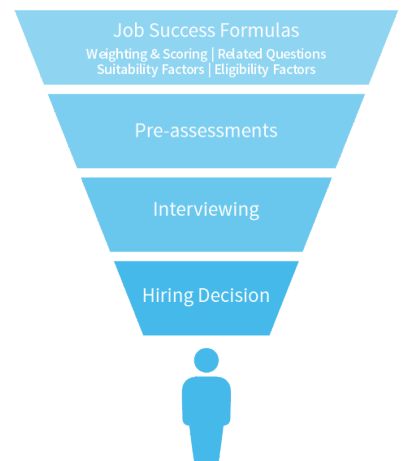 Job Success Formulas
Weighting & Scoring | Related Questions
Suitability Factors | Eligibility Factors
Pre-assessments
Interviewing
Hiring Decision